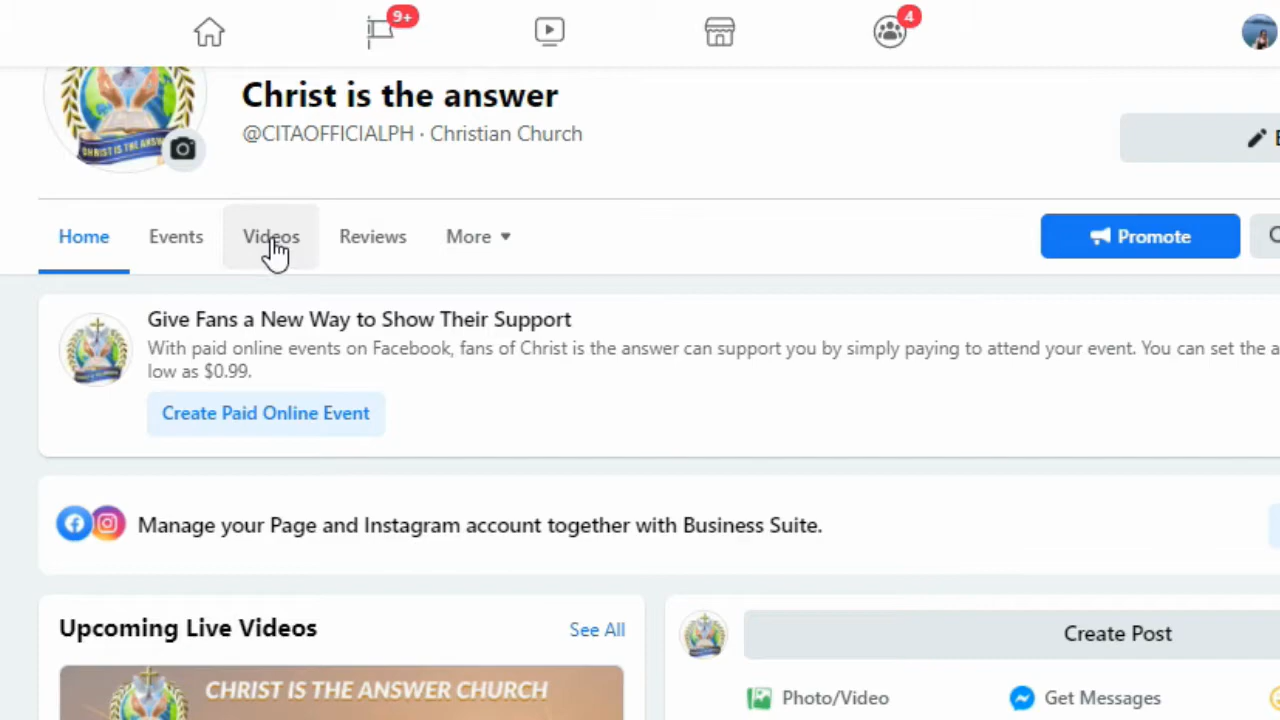 9+
4
Christ is the answer
@CITAOFFICIALPH · Christian Church
CHRIST IS THE ANSW
Home Events Videos Reviews More
Promote
Give Fans a New Way to Show Their Support
With paid online events on Facebook, fans of Christ is the answer can support you by simply paying to attend your event. You can set the a
low as $0.99.
Create Paid Online Event
Manage your Page and Instagram account together with Business Suite.
Upcoming Live Videos See All
Create Post
CHRIST IS THE ANSWER CHURCH
Photo/Video Get Messages